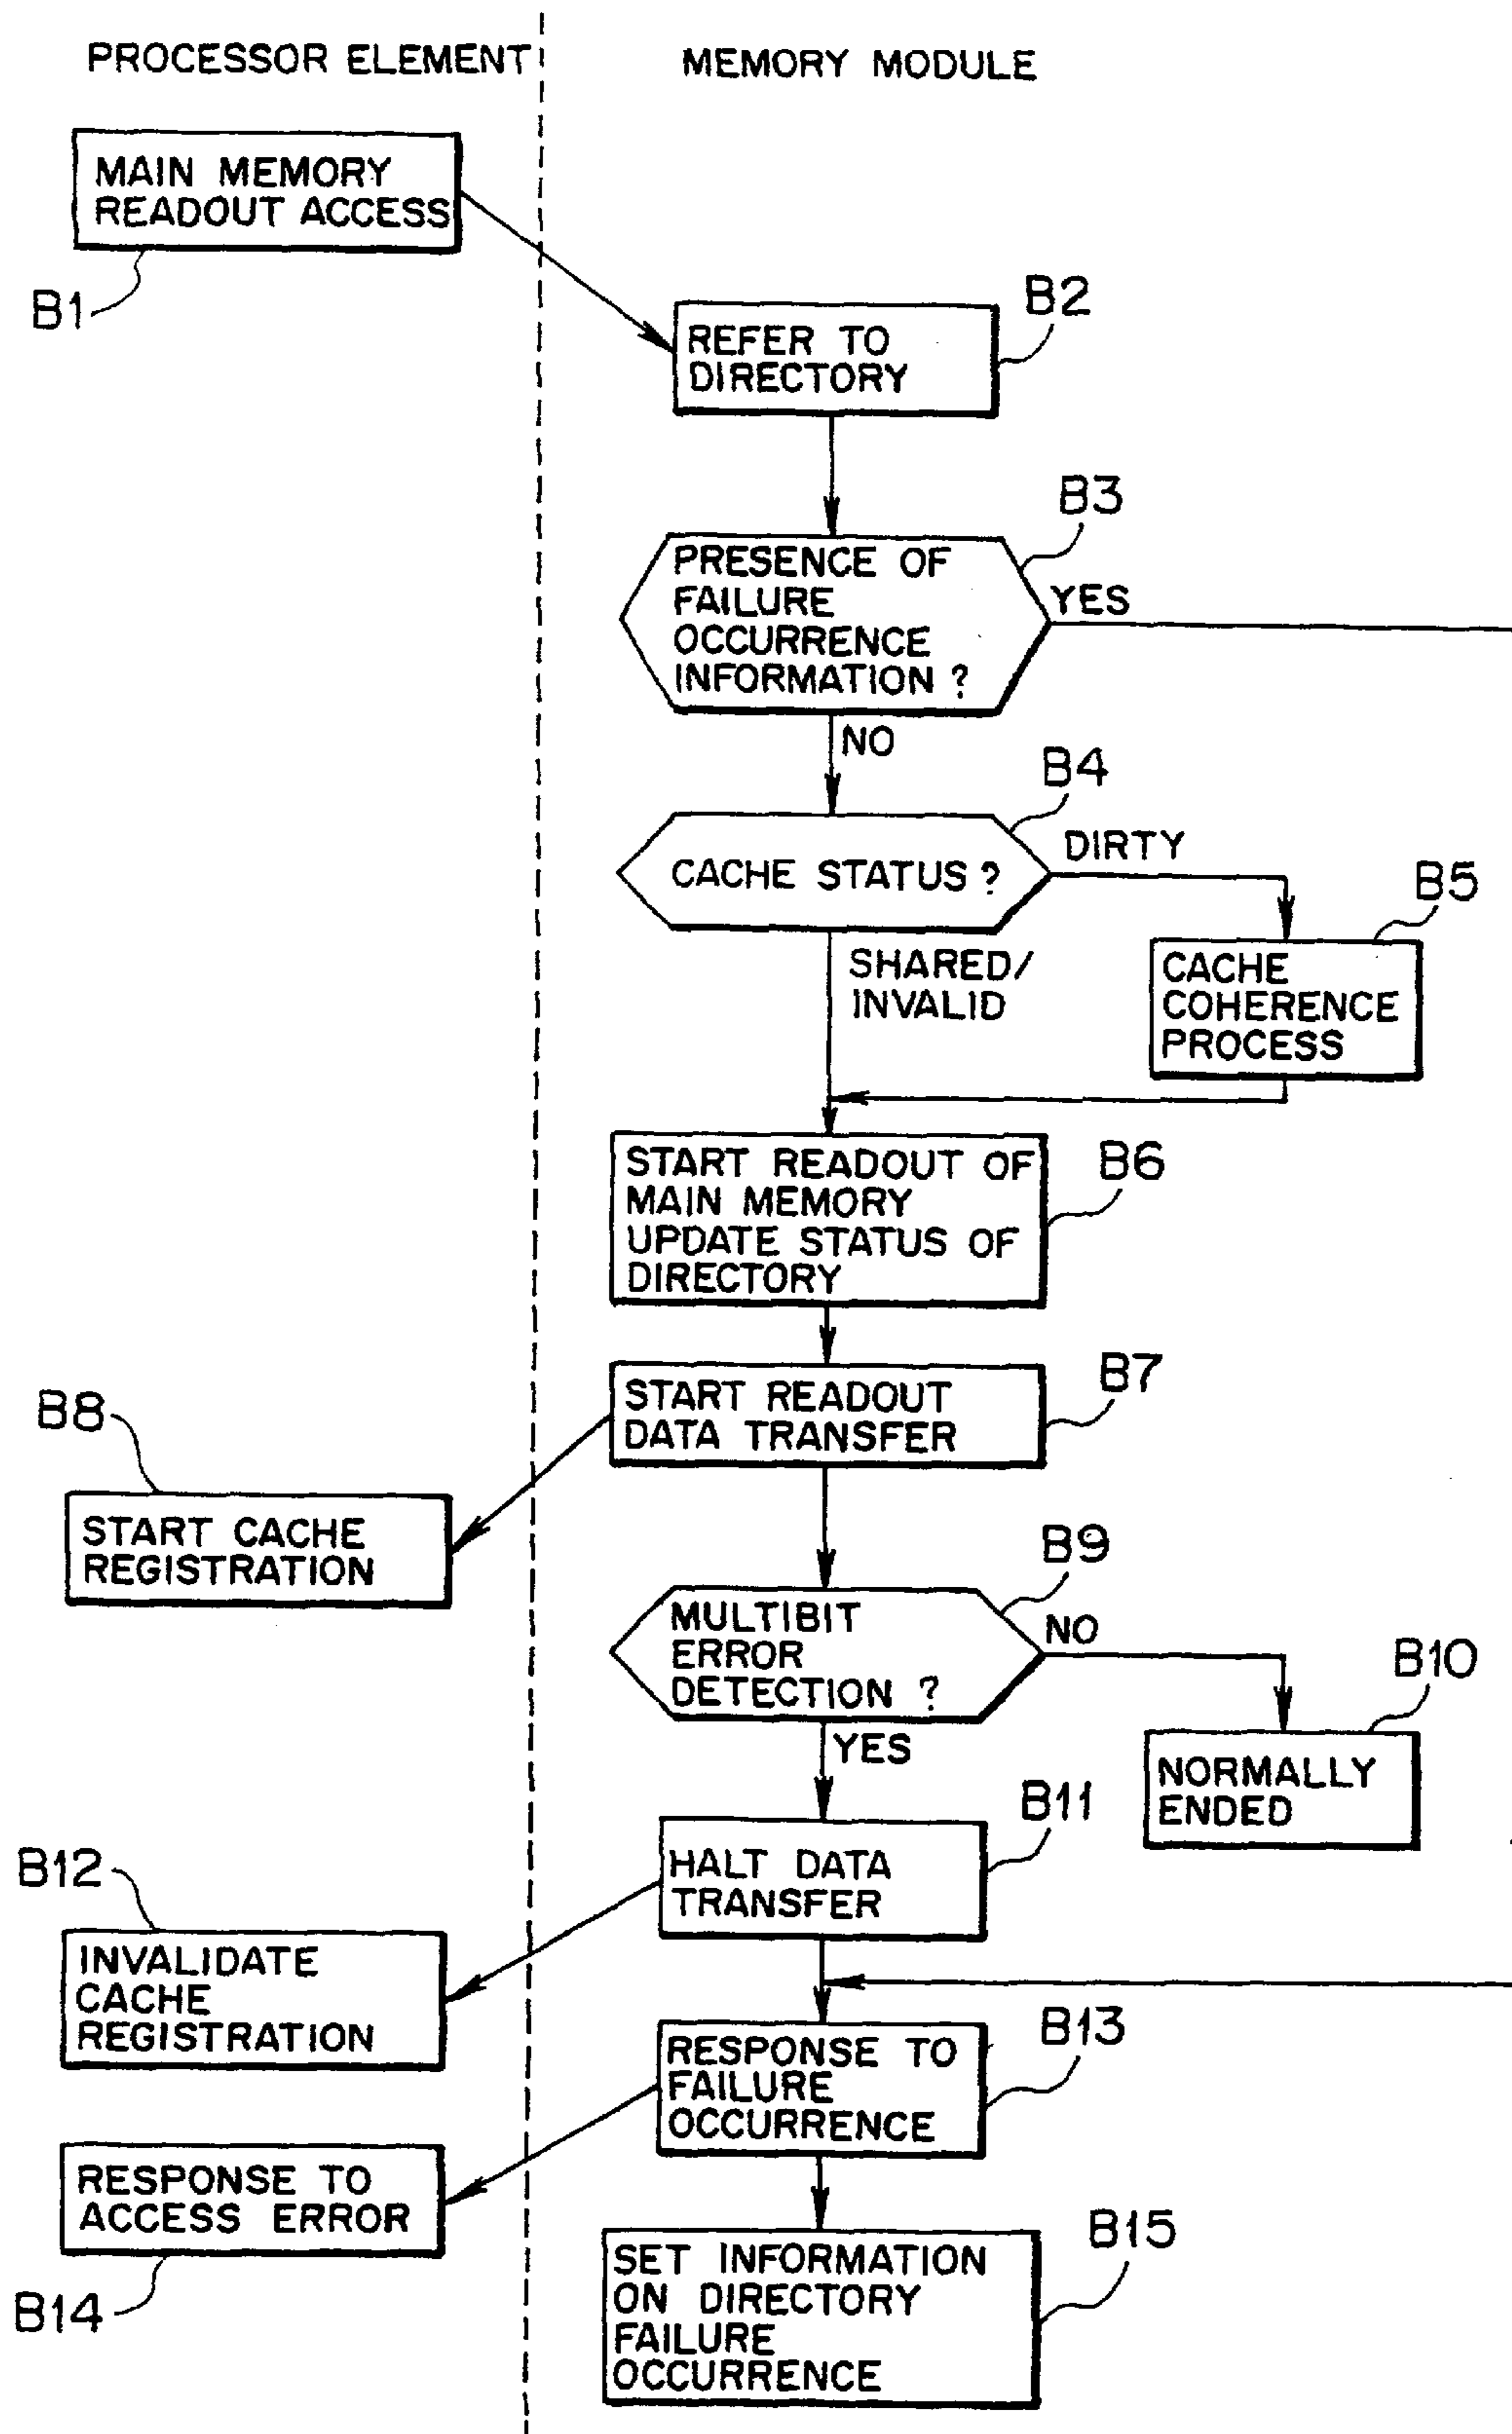 PROCESSOR ELEMENT
MEMORY MODULE
MAIN MEMORY
READOUT ACCESS
B1
B2
REFER TO
DIRECTORY
B3
PRESENCE OF
FAILURE
OCCURRENCE
INFORMATION ?
YES
NO
B4
CACHE STATUS ?
DIRTY
B5
SHARED/
INVALID
CACHE
COHERENCE
PROCESS
START READOUT OF
MAIN MEMORY
UPDATE STATUS OF
DIRECTORY
B6
START READOUT
DATA TRANSFER
B7
B8
START CACHE
REGISTRATION
B9
MULTIBIT
ERROR
DETECTION ?
NO
B10
YES
NORMALLY
ENDED
B11
HALT DATA
TRANSFER
B12
INVALIDATE
CACHE
REGISTRATION
B13
RESPONSE TO
FAILURE
OCCURRENCE
RESPONSE TO
ACCESS ERROR
B14
B15
SET INFORMATION
ON DIRECTORY
FAILURE
OCCURRENCE